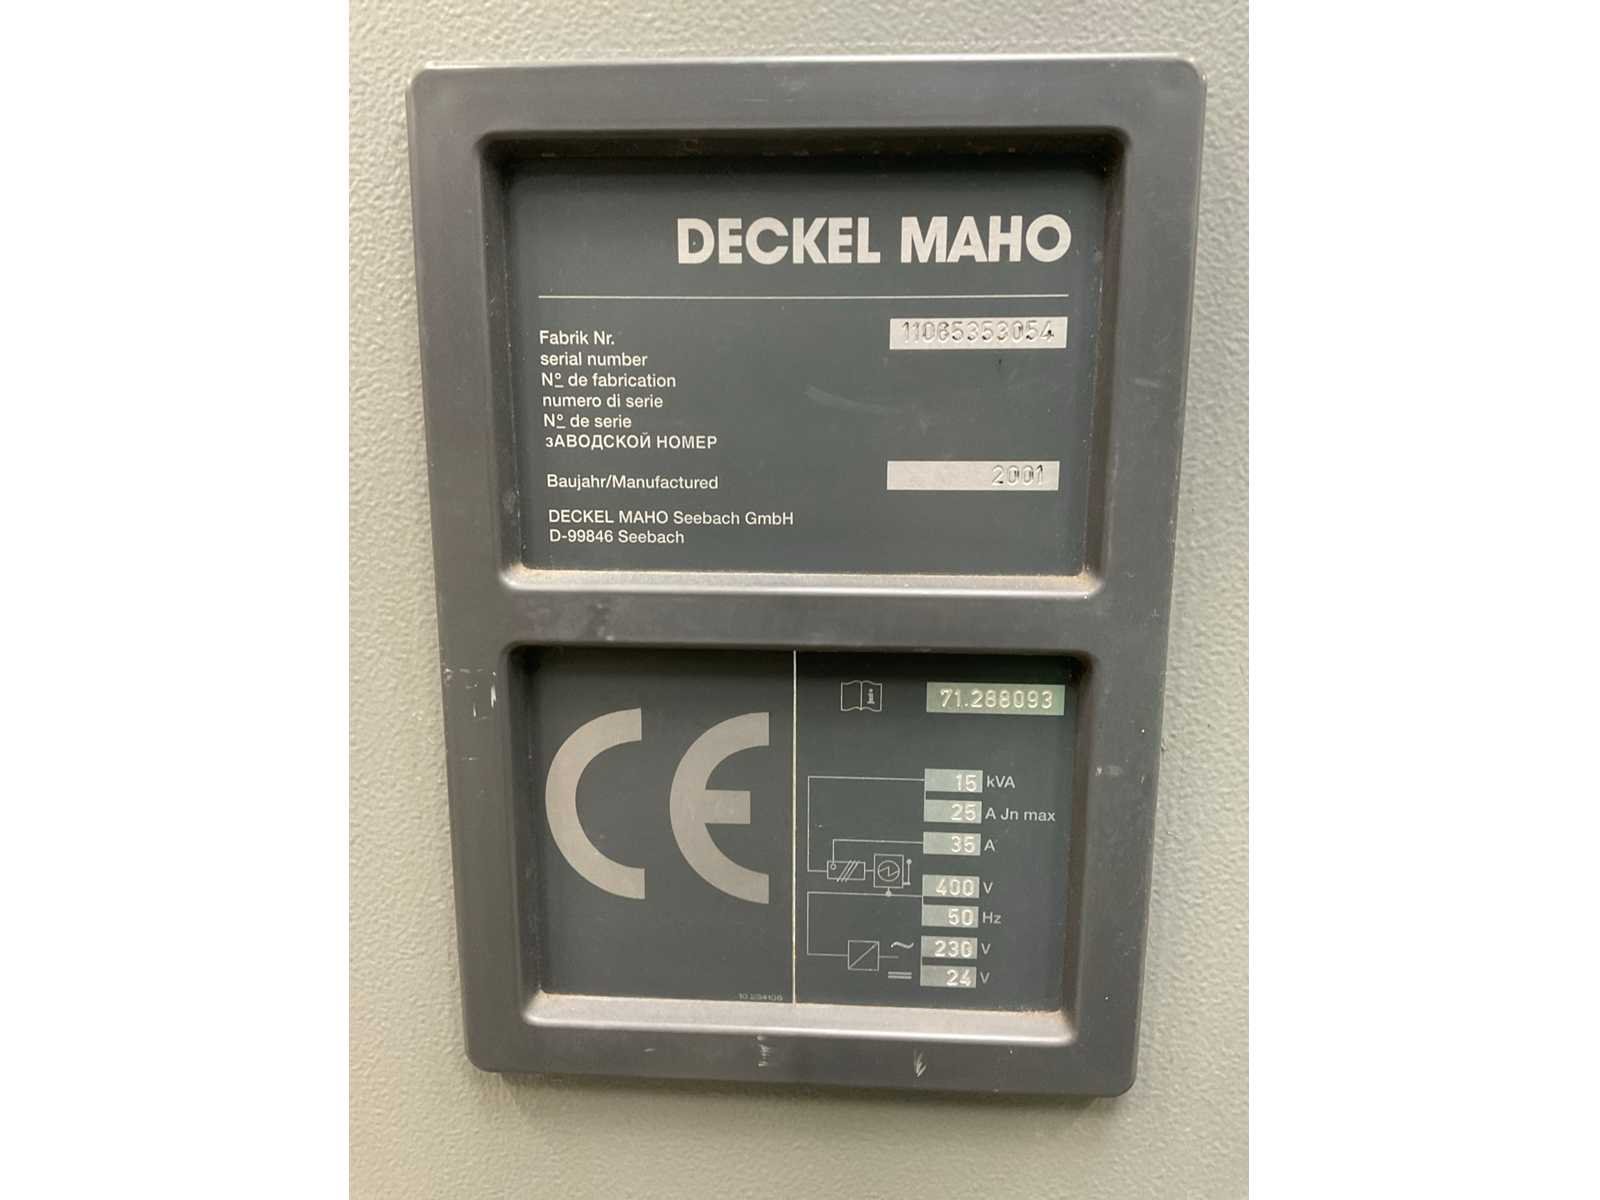 DECKEL MAHO
Fabrik Nr. 11065353054
serial number
Nº de fabrication
numero di serie
Nº de serie
зАВОДСКОЙ НОМЕР
Baujahr/Manufactured 2001
DECKEL MAHO Seebach GmbH
D-99846 Seebach
CE
71.288093
15 kVA
25 A Jn max
35 A
400 V
50 Hz
~ 230 V
24 V